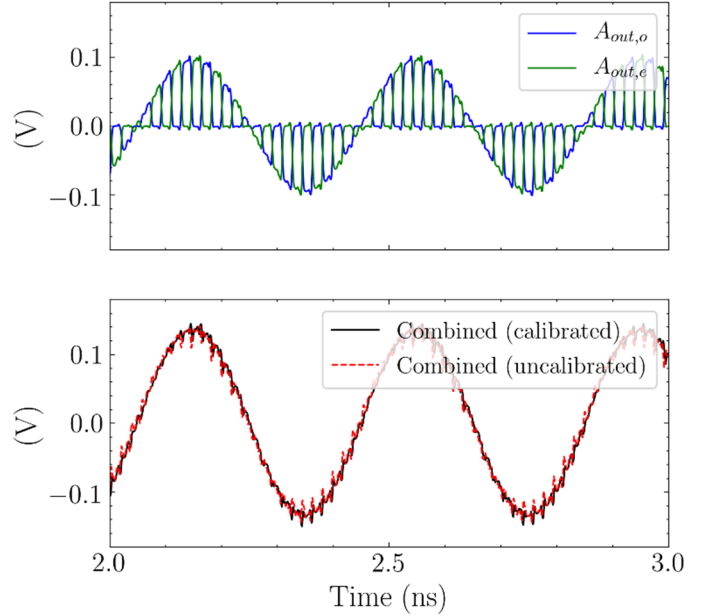 A_{out,o}
A_{out,e}
0.1
0.0
−0.1
(V)
Combined (calibrated)
Combined (uncalibrated)
0.1
0.0
−0.1
(V)
2.0 2.5 3.0
Time (ns)